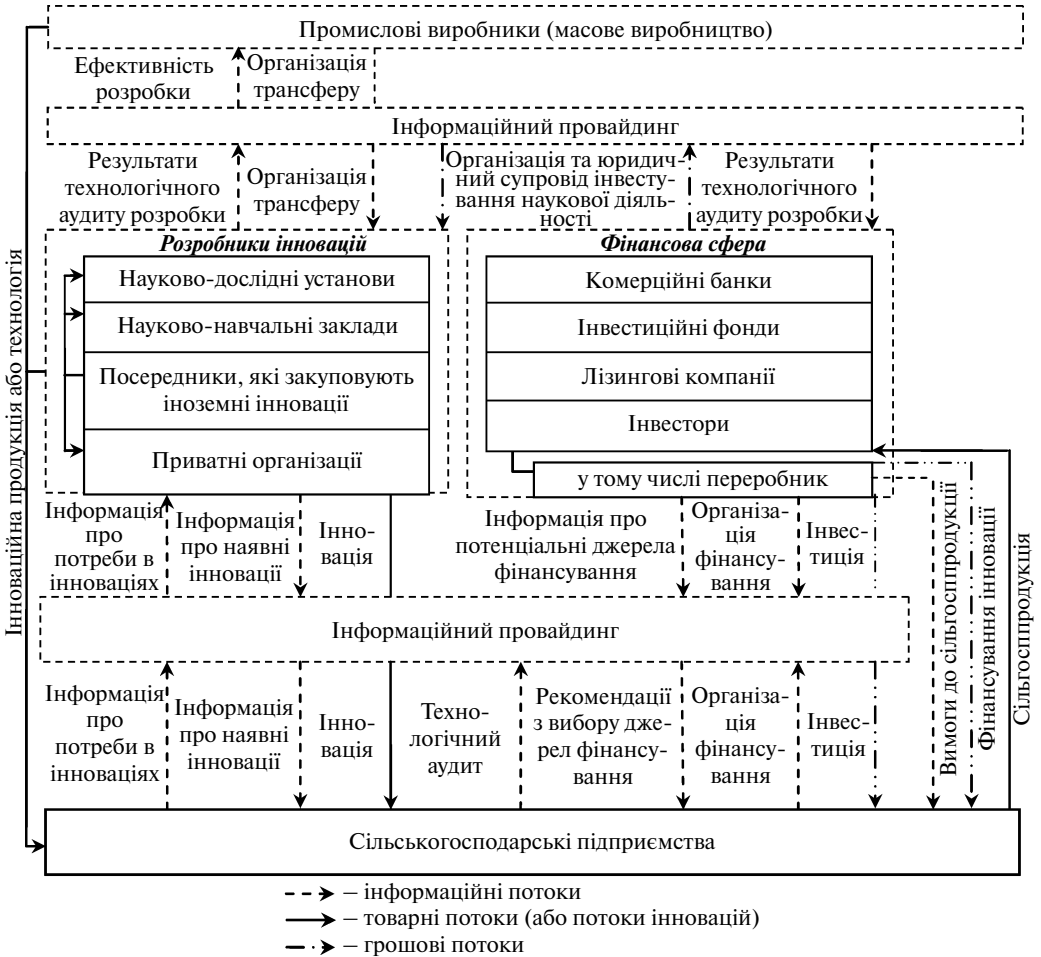 Промислові виробники (масове виробництво)
Ефективність
розробки
Організація
трансферу
Інформаційний провайдинг
Результати
технологічного
аудиту розробки
Організація
трансферу
Організація та юридич-
ний супровід інвесту-
вання наукової діяль-
ності
Результати
технологічного
аудиту розробки
Інноваційна продукція або технологія
Розробники інновацій
Науково-дослідні установи
Науково-навчальні заклади
Посередники, які закуповують
іноземні інновації
Приватні організації
Фінансова сфера
Комерційні банки
Інвестиційні фонди
Лізингові компанії
Інвестори
у тому числі переробник
Інформація
про
потреби в
інноваціях
Інформація
про наявні
інновації
Інно-
вація
Інформація про
потенціальні джерела
фінансування
Організа-
ція
фінансу-
вання
Інвес-
тиція
Вимоги до сільгосппродукції
Фінансування інновації
Сільгосппродукція
Інформаційний провайдинг
Інформація
про
потреби в
інноваціях
Інформація
про наявні
інновації
Інно-
вація
Техно-
логічний
аудит
Рекомендації
з вибору дже-
рел фінансу-
вання
Організа-
ція
фінансу-
вання
Інвес-
тиція
Сільськогосподарські підприємства
– інформаційні потоки
– товарні потоки (або потоки інновацій)
– грошові потоки